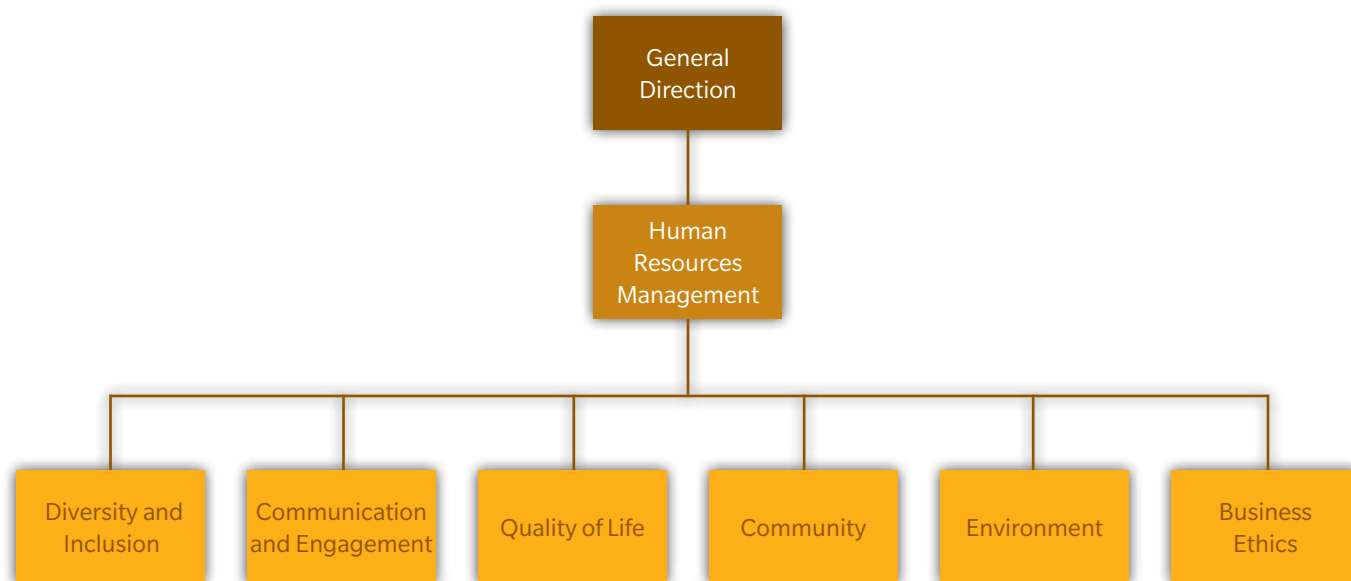 General
Direction
Human
Resources
Management
Diversity and
Inclusion
Communication
and Engagement
Quality of Life
Community
Environment
Business
Ethics